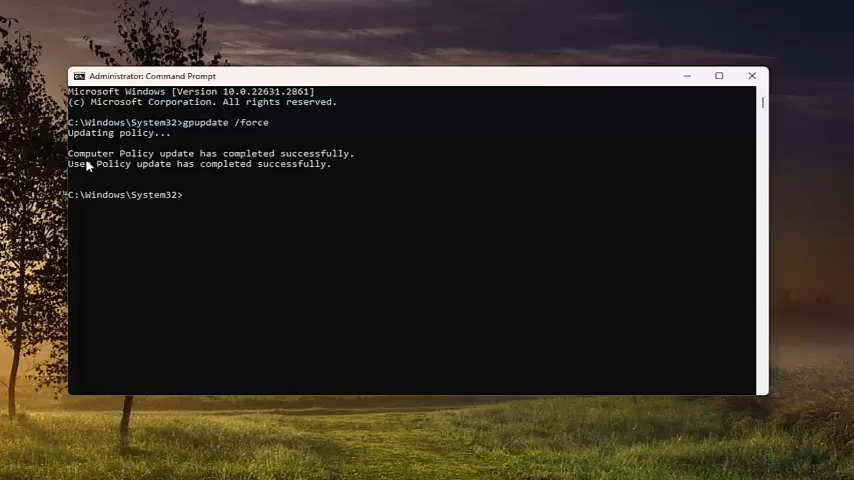 Administrator: Command Prompt
Microsoft Windows [Version 10.0.22631.2861]
(c) Microsoft Corporation. All rights reserved.
C:\Windows\System32>gpupdate /force
Updating policy...
Computer Policy update has completed successfully.
User Policy update has completed successfully.
C:\Windows\System32>